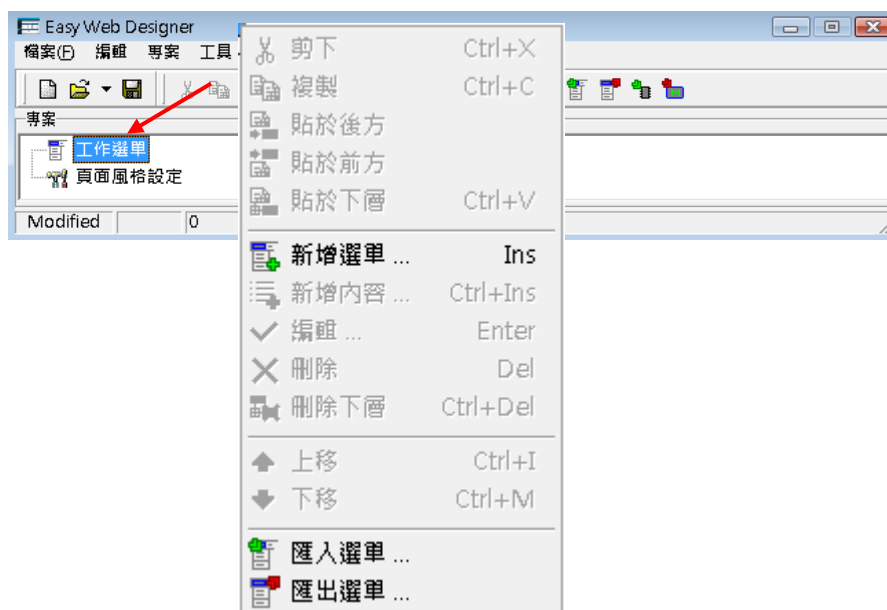 Easy Web Designer
檔案(F) 編輯 專案 工具
專案
工作選單
頁面風格設定
Modified 0
剪下 Ctrl+X
複製 Ctrl+C
貼於後方
貼於前方
貼於下層 Ctrl+V
新增選單 ... Ins
新增內容 ... Ctrl+Ins
編輯 ... Enter
刪除 Del
刪除下層 Ctrl+Del
上移 Ctrl+I
下移 Ctrl+M
匯入選單 ...
匯出選單 ...